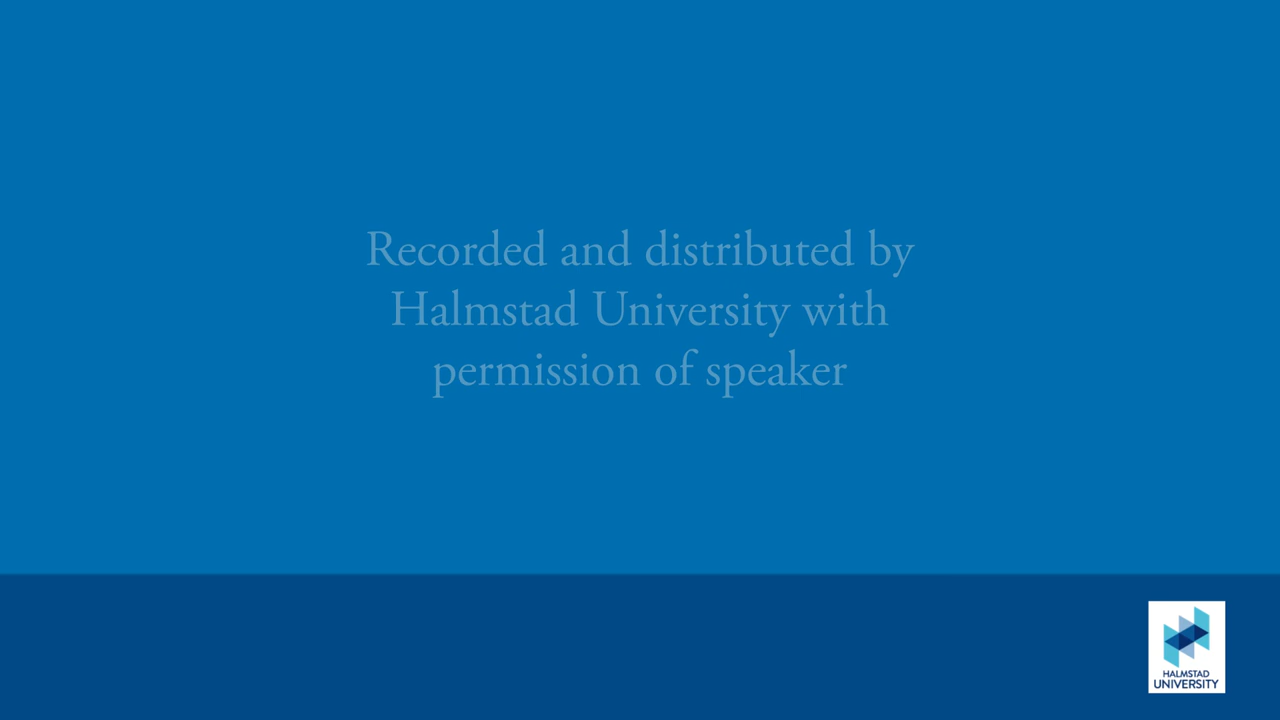 Recorded and distributed by
Halmstad University with
permission of speaker
HALMSTAD
UNIVERSITY